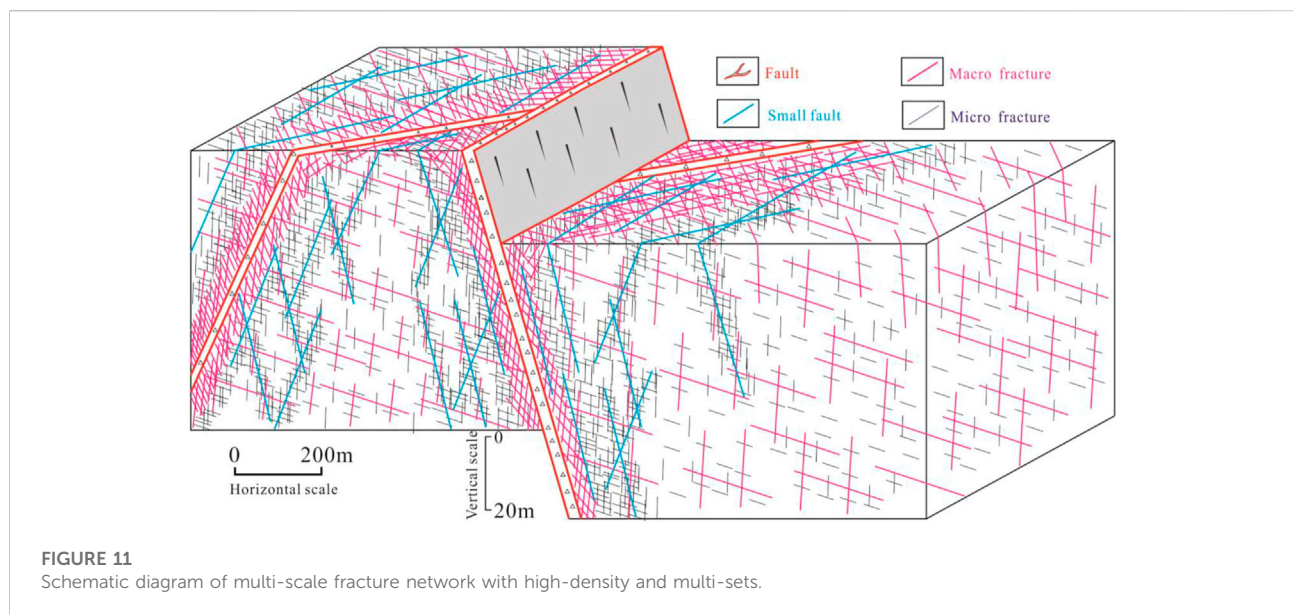 Fault
Macro fracture
Small fault
Micro fracture
0 200m
Horizontal scale
Vertical scale
0
20m
FIGURE 11
Schematic diagram of multi-scale fracture network with high-density and multi-sets.